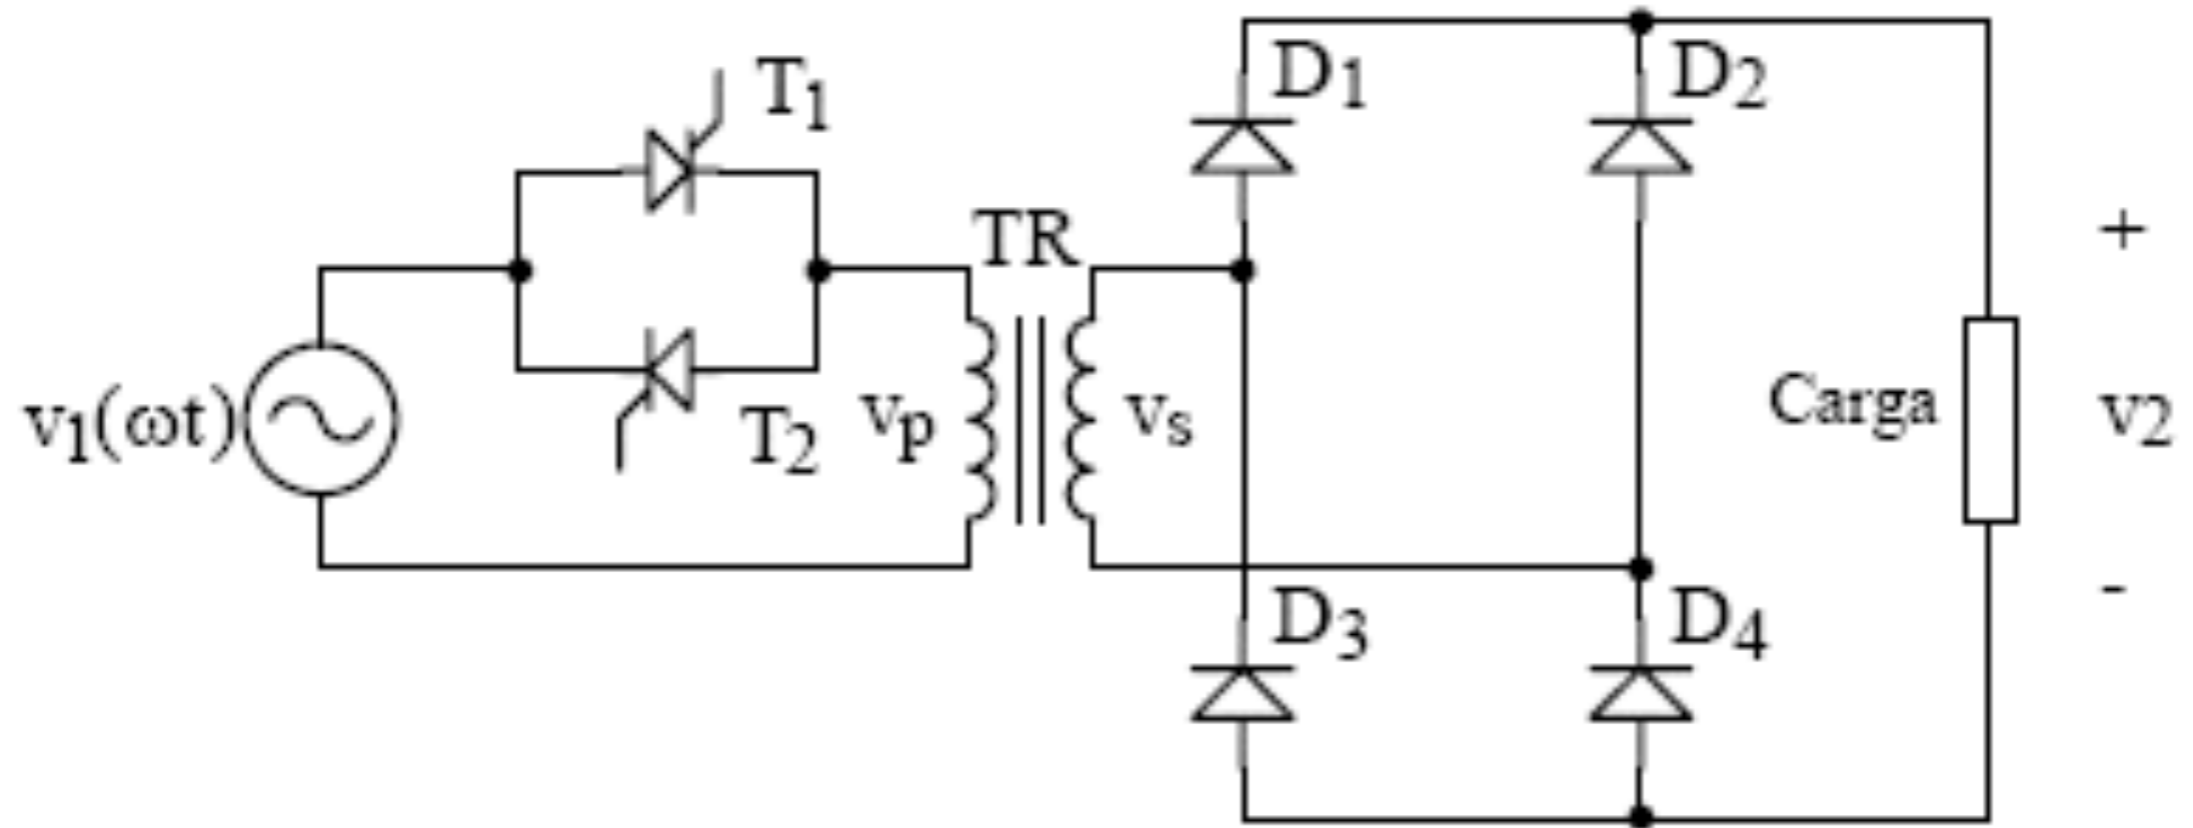 T1
D1
D2
TR
v1(ωt)
T2
vp
vs
Carga
+
v2
-
D3
D4